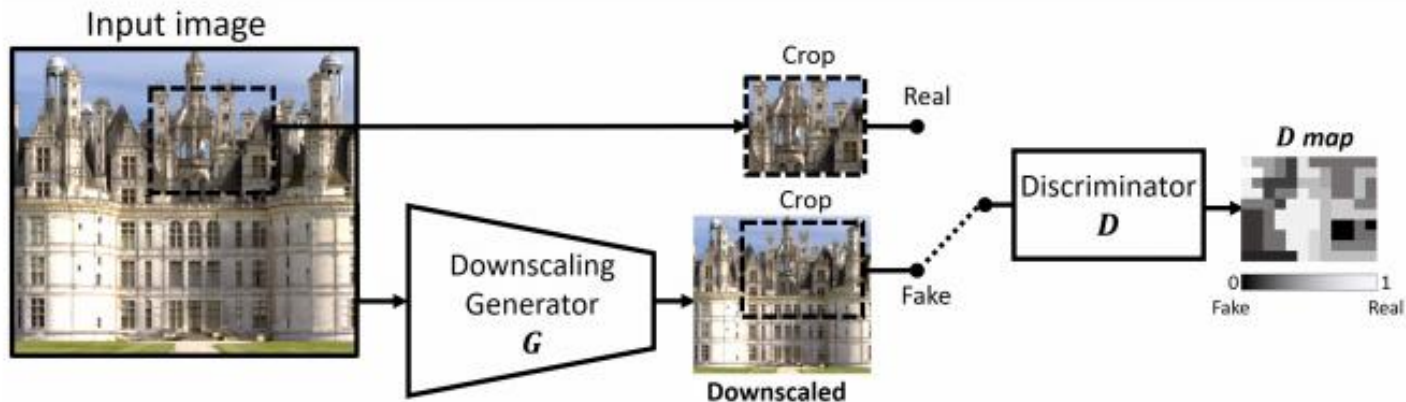 Input image
Crop
Real
Crop
Downscaling
Generator
G
Fake
Downscaled
Discriminator
D
D map
0 1
Fake Real